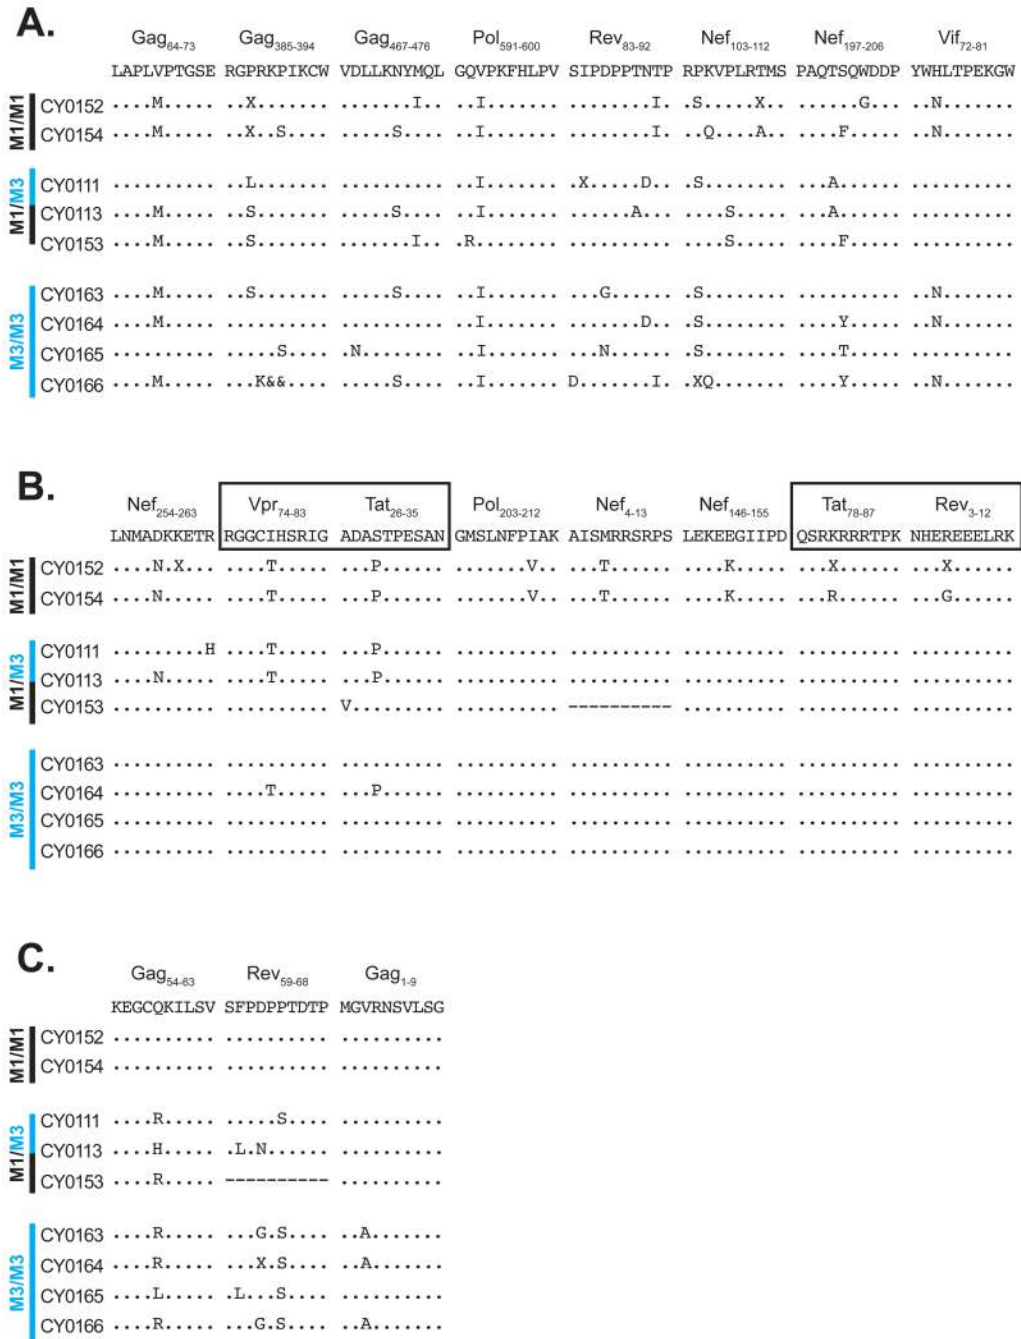 A.
Gag64-73 Gag385-394 Gag467-476 Pol591-600 Rev83-92 Nef103-112 Nef197-206 Vif72-81
LAPLVPTGSE RGPRKPIKCW VDLLKNYMQL GQVPKFHLPV SIPDPPTNTP RPKVPLRTMS PAQTSQWDDP YWHLTPEKGW
M1/M1
CY0152 ....M..... ..X....... .......I.. ..I....... ........I. .S.....X.. ......G... ..N.......
CY0154 ....M..... ..X..S.... .....S.... ..I....... ........I. ..Q....A.. ....F..... ..N.......
M1/M3
CY0111 .......... ..L....... .......... ..I....... .X.....D.. .S........ ...A...... ..........
CY0113 ....M..... ..S....... .....S.... ..I....... ......A... ....S..... ...A...... ..........
CY0153 ....M..... ..S....... .......I.. .R........ .......... ....S..... ....F..... ..........
M3/M3
CY0163 ....M..... ..S....... .....S.... ..I....... ...G...... .S........ .......... ..N.......
CY0164 ....M..... .......... .......... ..I....... .......D.. .S........ ....Y..... ..N.......
CY0165 .......... .....S.... .N........ ..I....... ...N...... .S........ ....T..... ..........
CY0166 ....M..... ...K&&.... .....S.... ..I....... D.......I. .XQ....... ....Y..... ..N.......
B.
Nef254-263 Vpr74-83 Tat26-35 Pol203-212 Nef4-13 Nef146-155 Tat78-87 Rev3-12
LNMADKKETR RGGCIHSRIG ADASTPESAN GMSLNFPIAK AISMRRSRPS LEKEEGIIPD QSRKRRRTPK NHEREEELRK
M1/M1
CY0152 ....N.X... ....T..... ...P...... .......V.. ...T...... ....K..... ...X...... ...X......
CY0154 ....N..... ....T..... ...P...... .......V.. ...T...... ....K..... ...R...... ...G......
M1/M3
CY0111 .........H ....T..... ...P...... .......... .......... .......... .......... ..........
CY0113 ....N..... ....T..... ...P...... .......... .......... .......... .......... ..........
CY0153 .......... .......... V......... .......... ---------- .......... .......... ..........
M3/M3
CY0163 .......... .......... .......... .......... .......... .......... .......... ..........
CY0164 .......... ....T..... ...P...... .......... .......... .......... .......... ..........
CY0165 .......... .......... .......... .......... .......... .......... .......... ..........
CY0166 .......... .......... .......... .......... .......... .......... .......... ..........
C.
Gag54-63 Rev59-68 Gag1-9
KEGCQKILSV SFPDPPTDTP MGVRNSVLSG
M1/M1
CY0152 .......... .......... ..........
CY0154 .......... .......... ..........
M1/M3
CY0111 ....R..... .....S.... ..........
CY0113 ....H..... .L.N...... ..........
CY0153 ....R..... ---------- ..........
M3/M3
CY0163 ....R..... ...G.S.... ..A.......
CY0164 ....R..... ...X.S.... ..A.......
CY0165 ....L..... .L...S.... ..........
CY0166 ....R..... ...G.S.... ..A.......